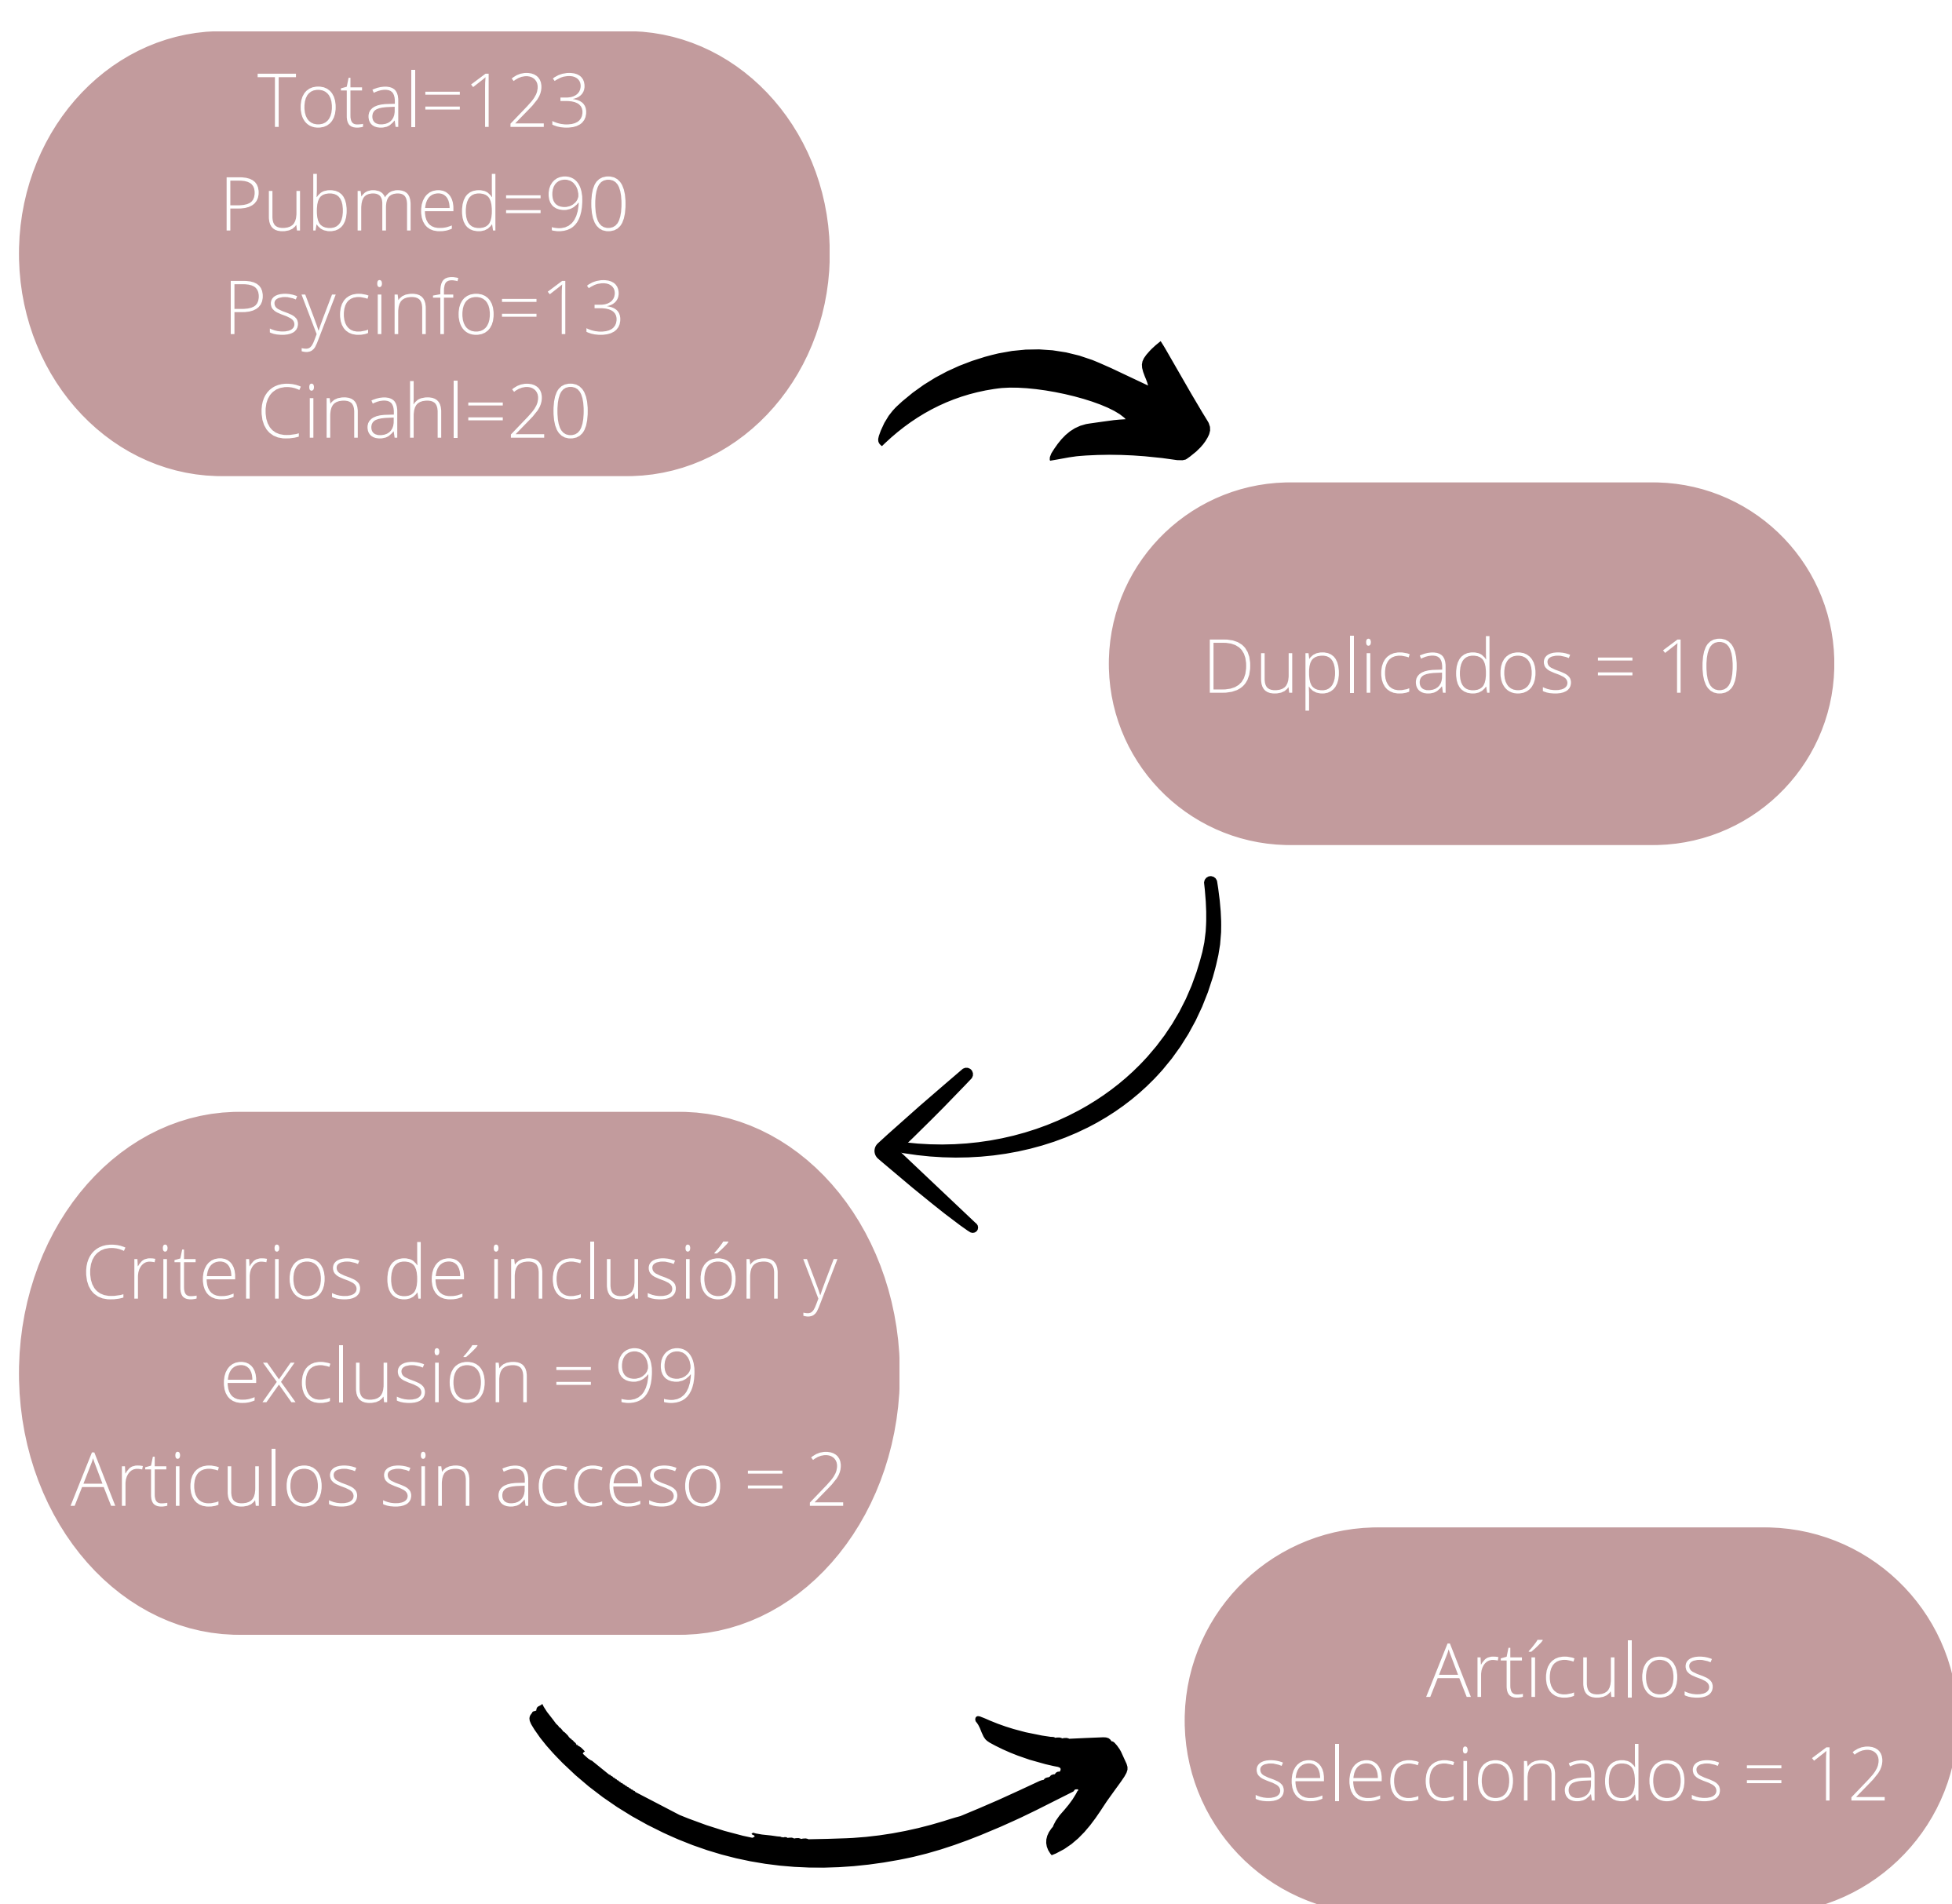 Total=123
Pubmed=90
Psycinfo=13
Cinahl=20
Duplicados = 10
Criterios de inclusión y
exclusión = 99
Articulos sin acceso = 2
Artículos
sleccionados = 12